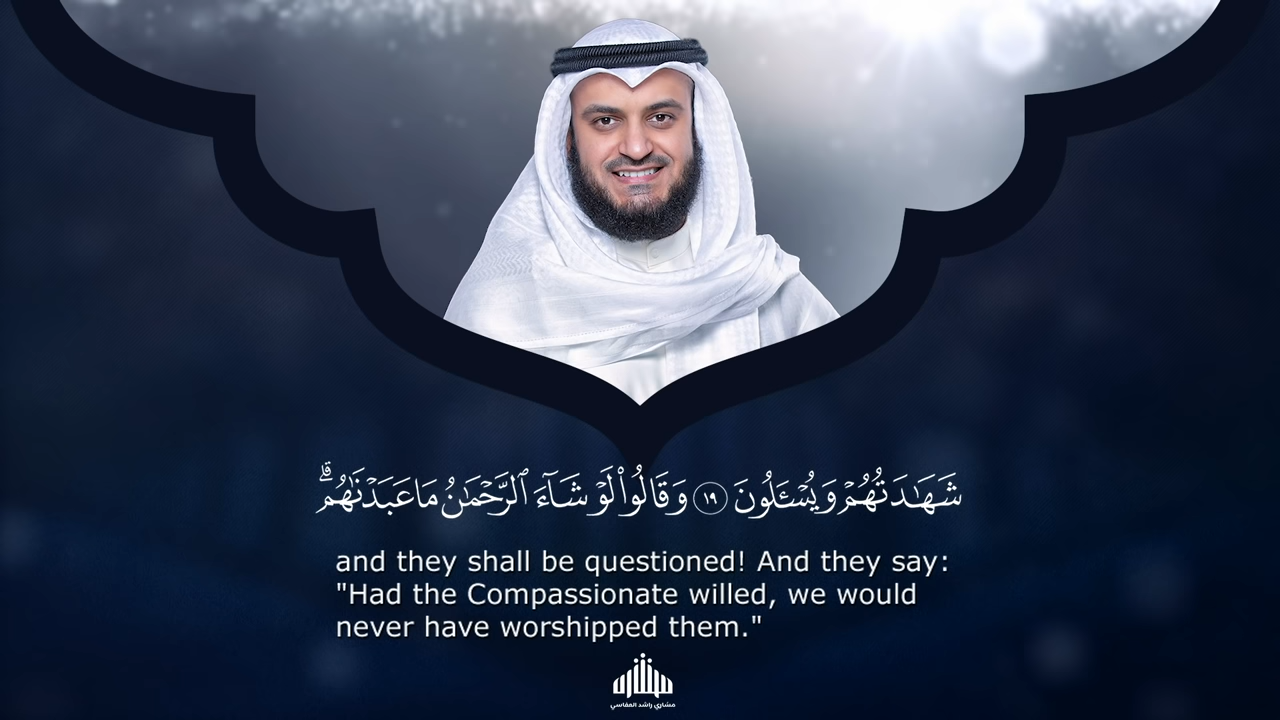 شَهَـٰدَتُهُمْ وَيُسْـَٔلُونَ ١٩ وَقَالُوا۟ لَوْ شَآءَ ٱلرَّحْمَـٰنُ مَا عَبَدْنَـٰهُم ۗ
and they shall be questioned! And they say:
"Had the Compassionate willed, we would
never have worshipped them."
مشاري راشد العفاسي